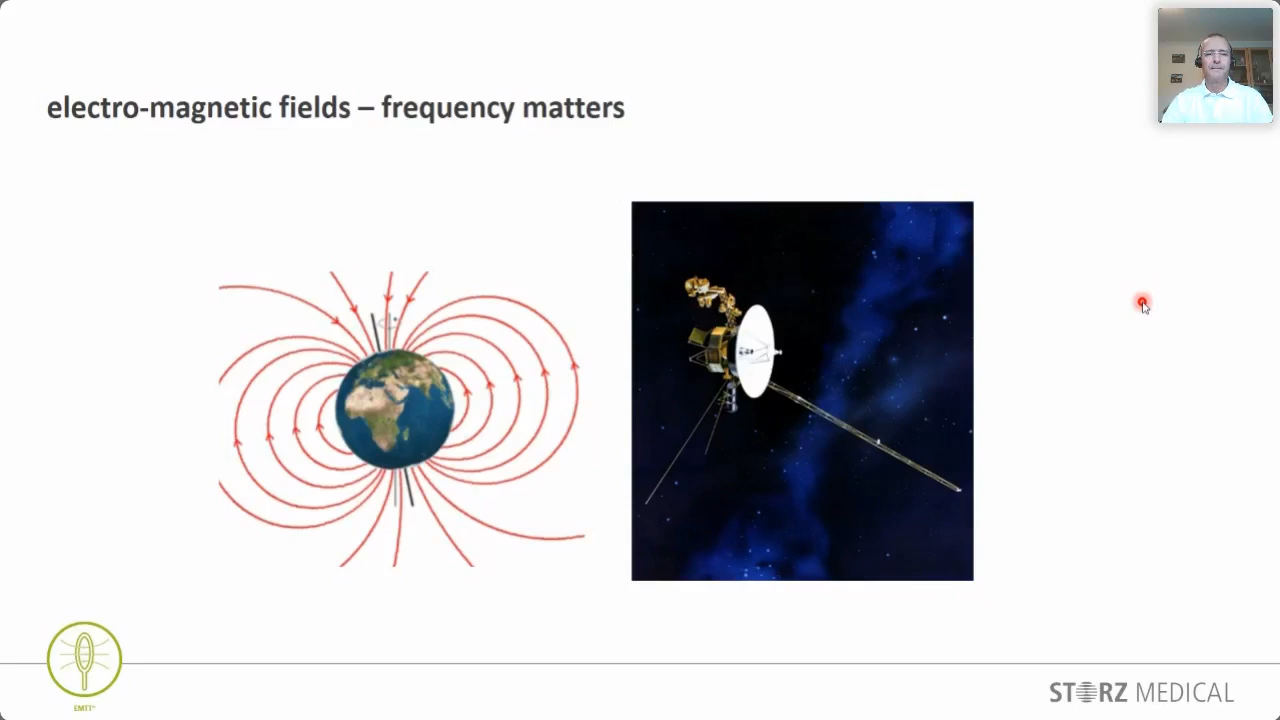 electro-magnetic fields – frequency matters
EMTT®
STORZ MEDICAL